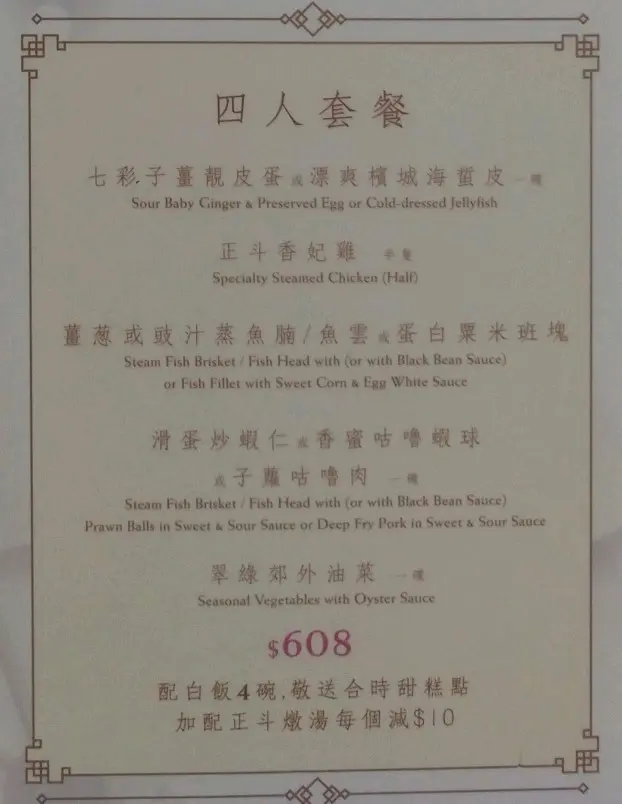 四人套餐
七彩子薑靚皮蛋或漂爽檳城海蜇皮 一碟
Sour Baby Ginger & Preserved Egg or Cold-dressed Jellyfish
正斗香妃雞 半隻
Specialty Steamed Chicken (Half)
薑葱或豉汁蒸魚腩/魚雲或蛋白粟米班塊
Steam Fish Brisket / Fish Head with (or with Black Bean Sauce)
or Fish Fillet with Sweet Corn & Egg White Sauce
滑蛋炒蝦仁或香蜜咕嚕蝦球
或子蘿咕嚕肉 一碟
Steam Fish Brisket / Fish Head with (or with Black Bean Sauce)
Prawn Balls in Sweet & Sour Sauce or Deep Fry Pork in Sweet & Sour Sauce
翠綠郊外油菜 一碟
Seasonal Vegetables with Oyster Sauce
$608
配白飯4碗,敬送合時甜糕點
加配正斗燉湯每個減$10